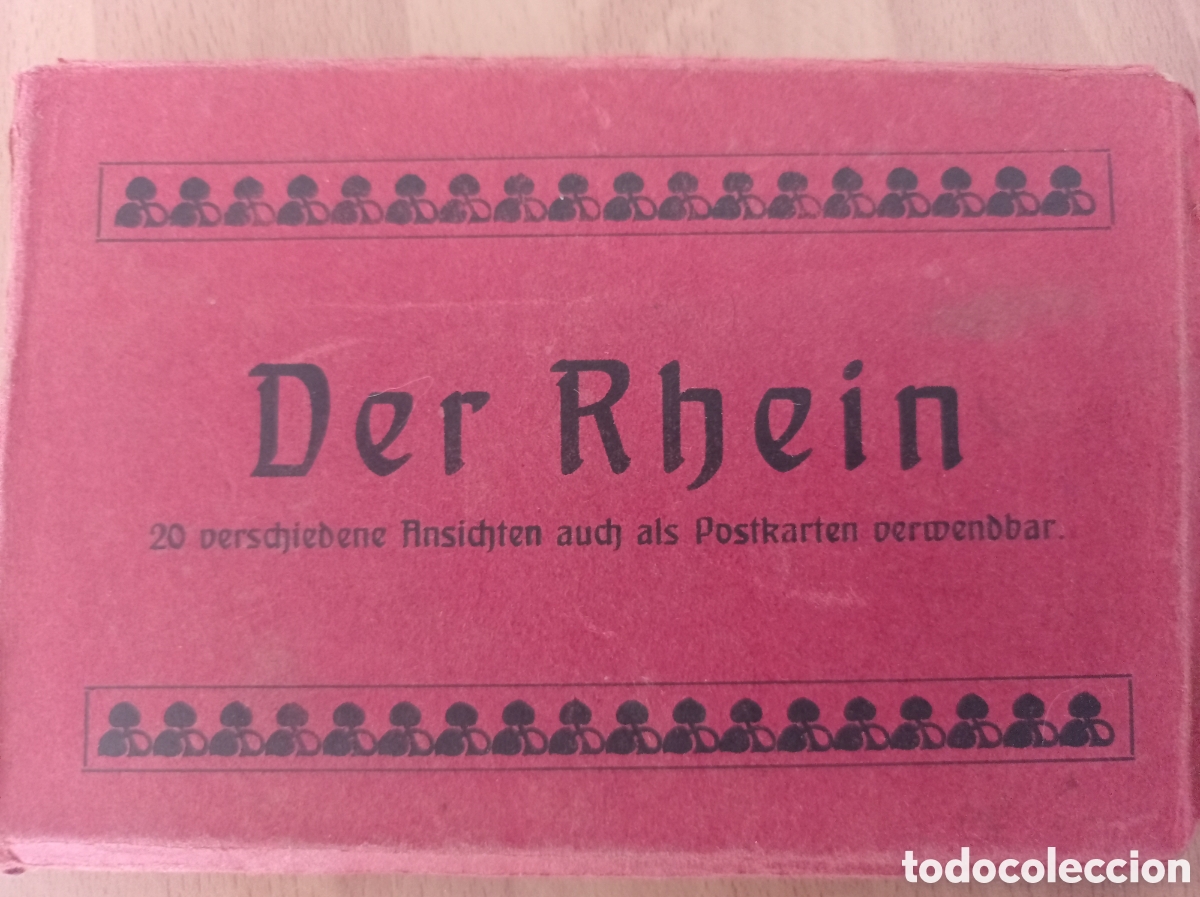 Der Rhein
20 verschiedene Ansichten auch als Postkarten verwendbar.
todocoleccion